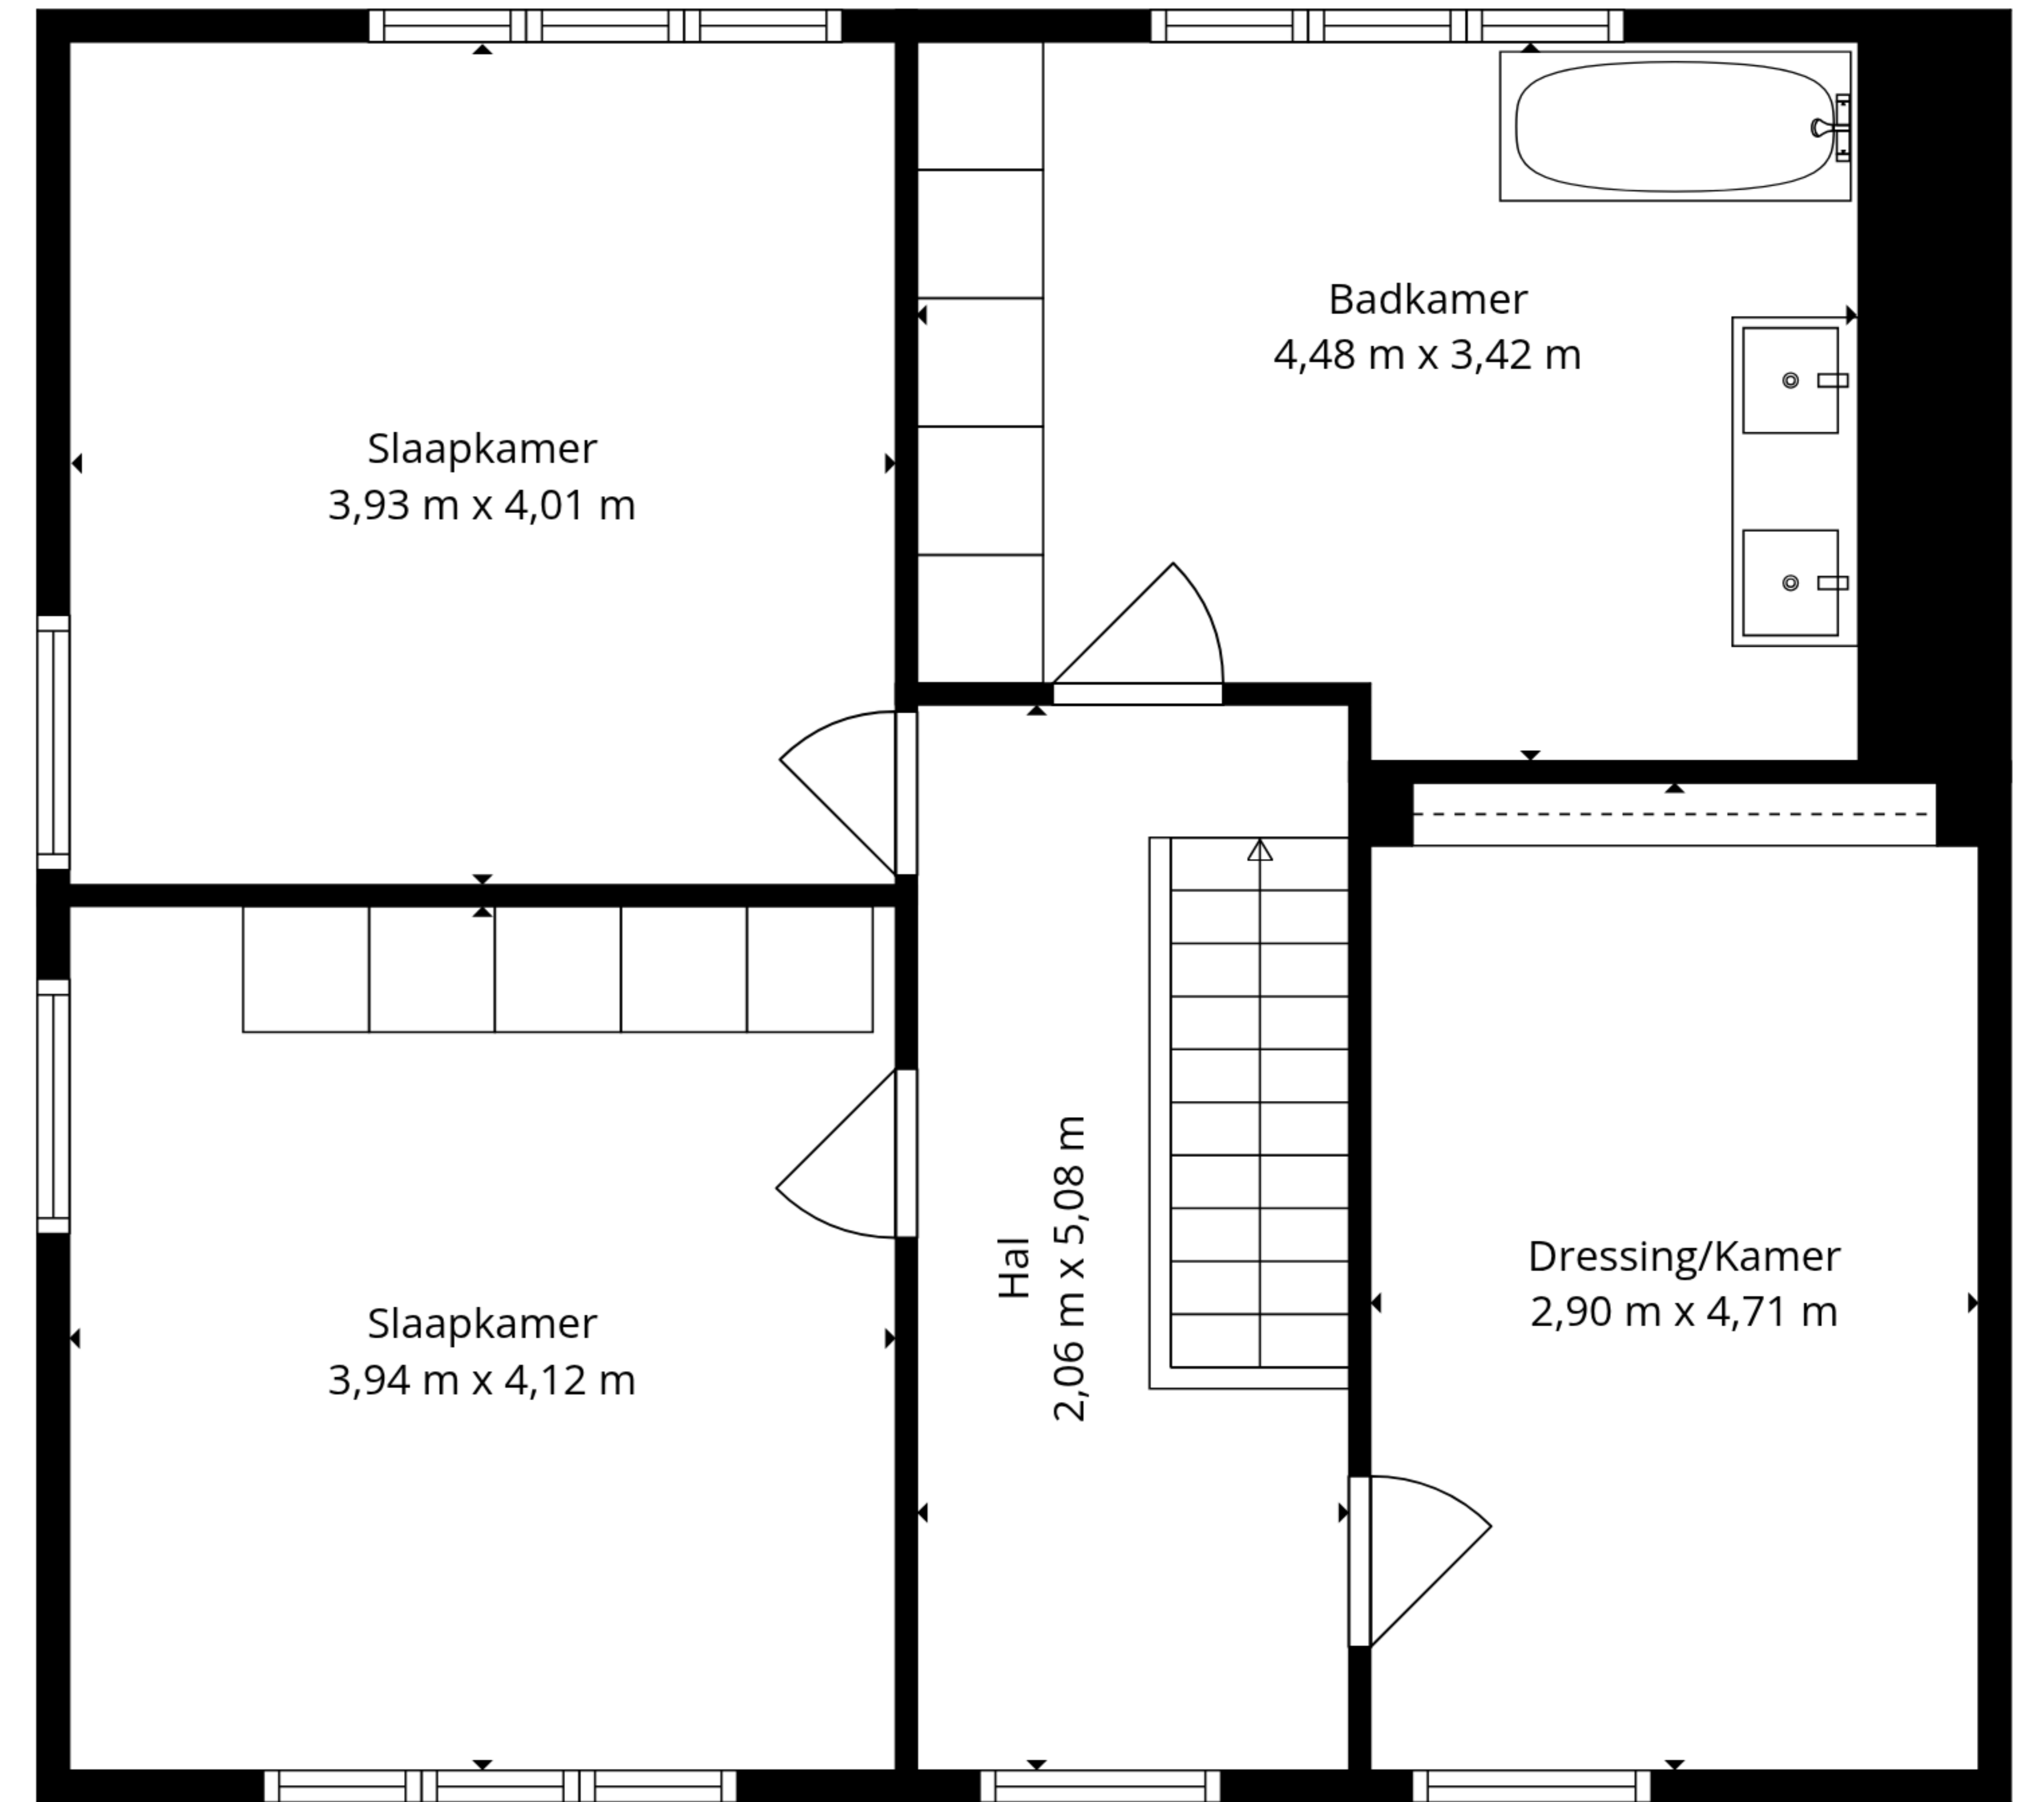 Badkamer
4,48 m x 3,42 m
Slaapkamer
3,93 m x 4,01 m
Hal
2,06 m x 5,08 m
Dressing/Kamer
2,90 m x 4,71 m
Slaapkamer
3,94 m x 4,12 m